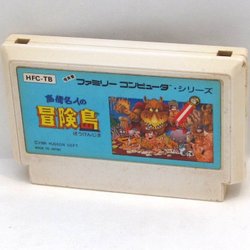 HFC-TB
ファミリー コンピュータ・シリーズ
高橋名人の
冒険島
ぼうけんじま
©1986 HUDSON SOFT.
MADE IN JAPAN